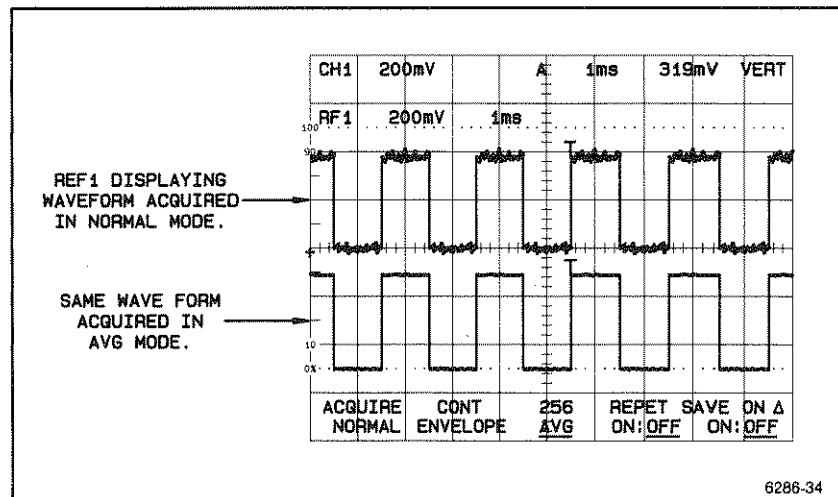 CH1 200mV A 1ms 319mV VERT
RF1 200mV 1ms
100
90
REF1 DISPLAYING
WAVEFORM ACQUIRED
IN NORMAL MODE.
SAME WAVE FORM
ACQUIRED IN
AVG MODE.
10
0%
ACQUIRE CONT 256 REPET SAVE ON Δ
NORMAL ENVELOPE AVG ON:OFF ON:OFF
6286-34